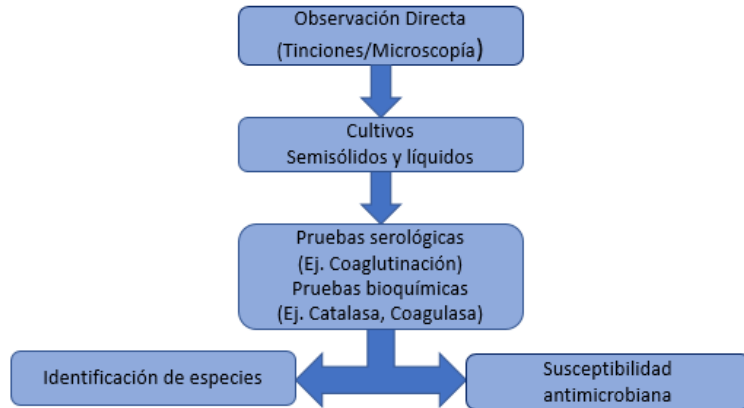 Observación Directa
(Tinciones/Microscopía)
Cultivos
Semisólidos y líquidos
Pruebas serológicas
(Ej. Coaglutinación)
Pruebas bioquímicas
(Ej. Catalasa, Coagulasa)
Identificación de especies
Susceptibilidad
antimicrobiana